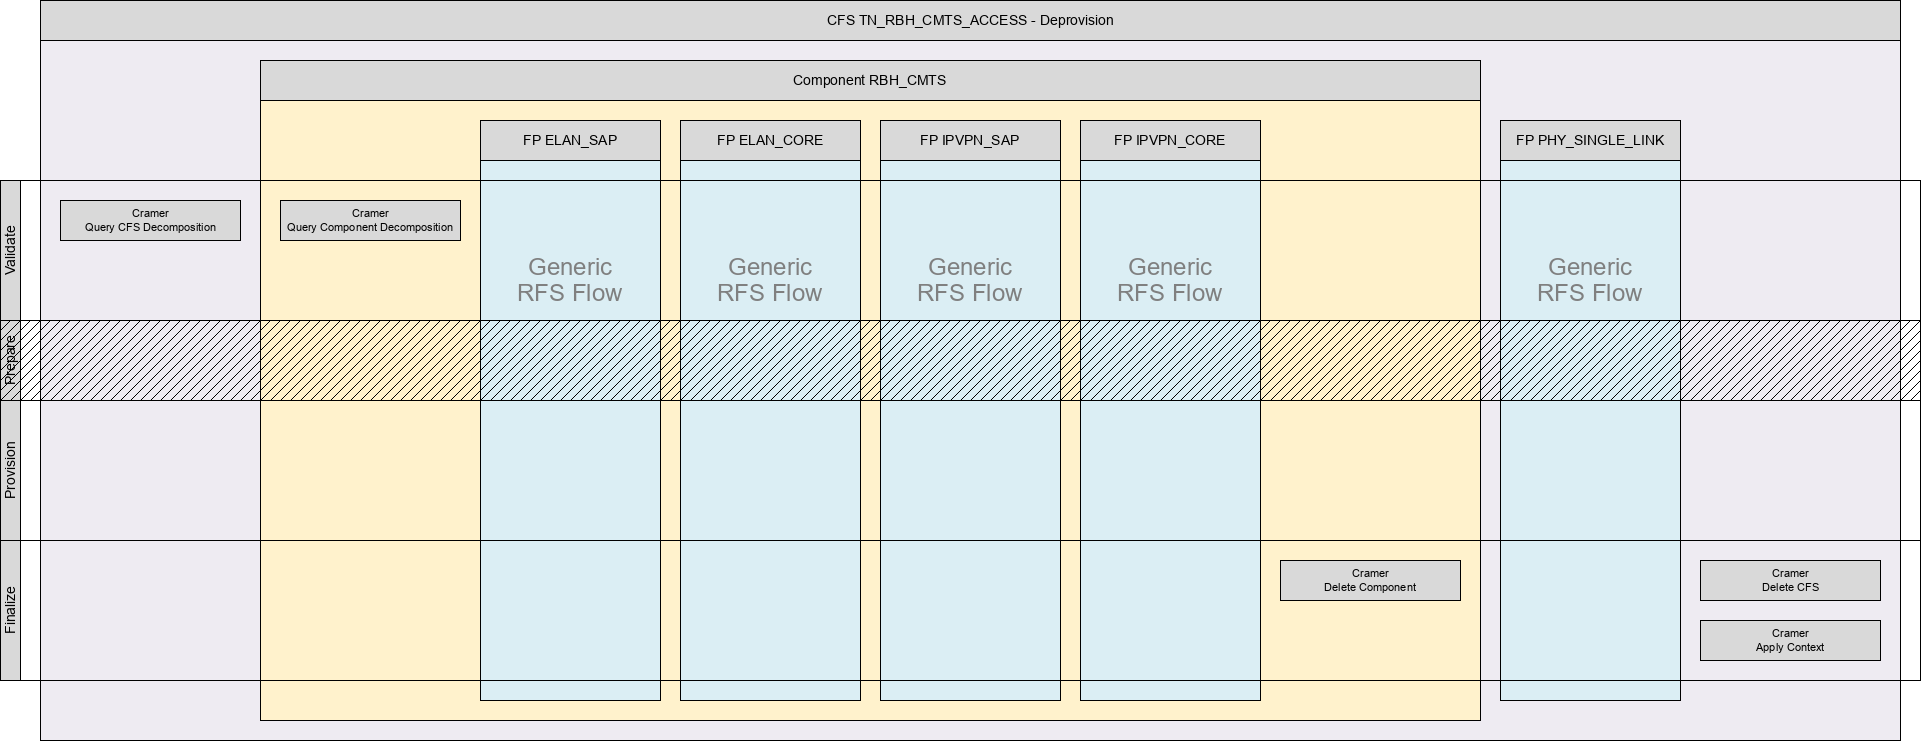 CFS TN_RBH_CMTS_ACCESS - Deprovision
Component RBH_CMTS
FP ELAN_SAP
FP ELAN_CORE
FP IPVPN_SAP
FP IPVPN_CORE
FP PHY_SINGLE_LINK
Validate
Cramer
Query CFS Decomposition
Cramer
Query Component Decomposition
Generic
RFS Flow
Generic
RFS Flow
Generic
RFS Flow
Generic
RFS Flow
Generic
RFS Flow
Prepare
Provision
Finalize
Cramer
Delete Component
Cramer
Delete CFS
Cramer
Apply Context